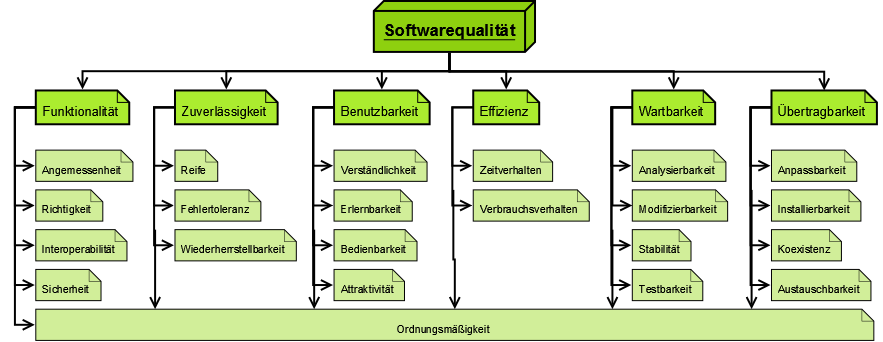 Softwarequalität
Funktionalität
Zuverlässigkeit
Benutzbarkeit
Effizienz
Wartbarkeit
Übertragbarkeit
Angemessenheit
Reife
Verständlichkeit
Zeitverhalten
Analysierbarkeit
Anpassbarkeit
Richtigkeit
Fehlertoleranz
Erlernbarkeit
Verbrauchsverhalten
Modifizierbarkeit
Installierbarkeit
Interoperabilität
Wiederherrstellbarkeit
Bedienbarkeit
Stabilität
Koexistenz
Sicherheit
Attraktivität
Testbarkeit
Austauschbarkeit
Ordnungsmäßigkeit